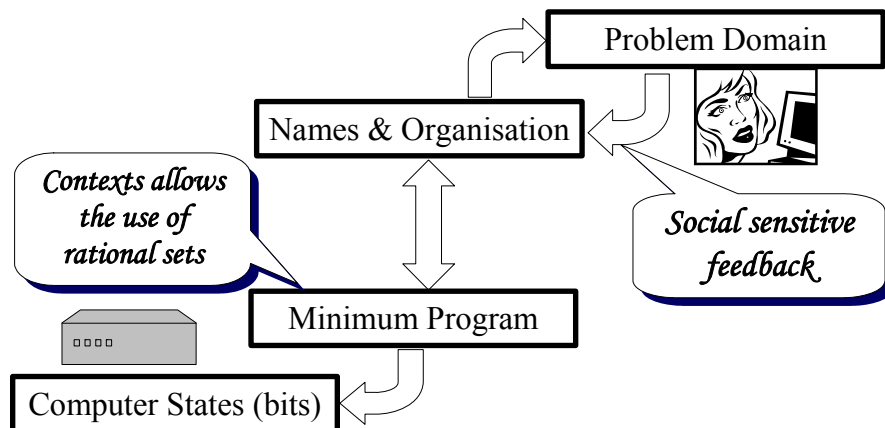 Problem Domain
Names & Organisation
Contexts allows
the use of
rational sets
Social sensitive
feedback
Minimum Program
Computer States (bits)